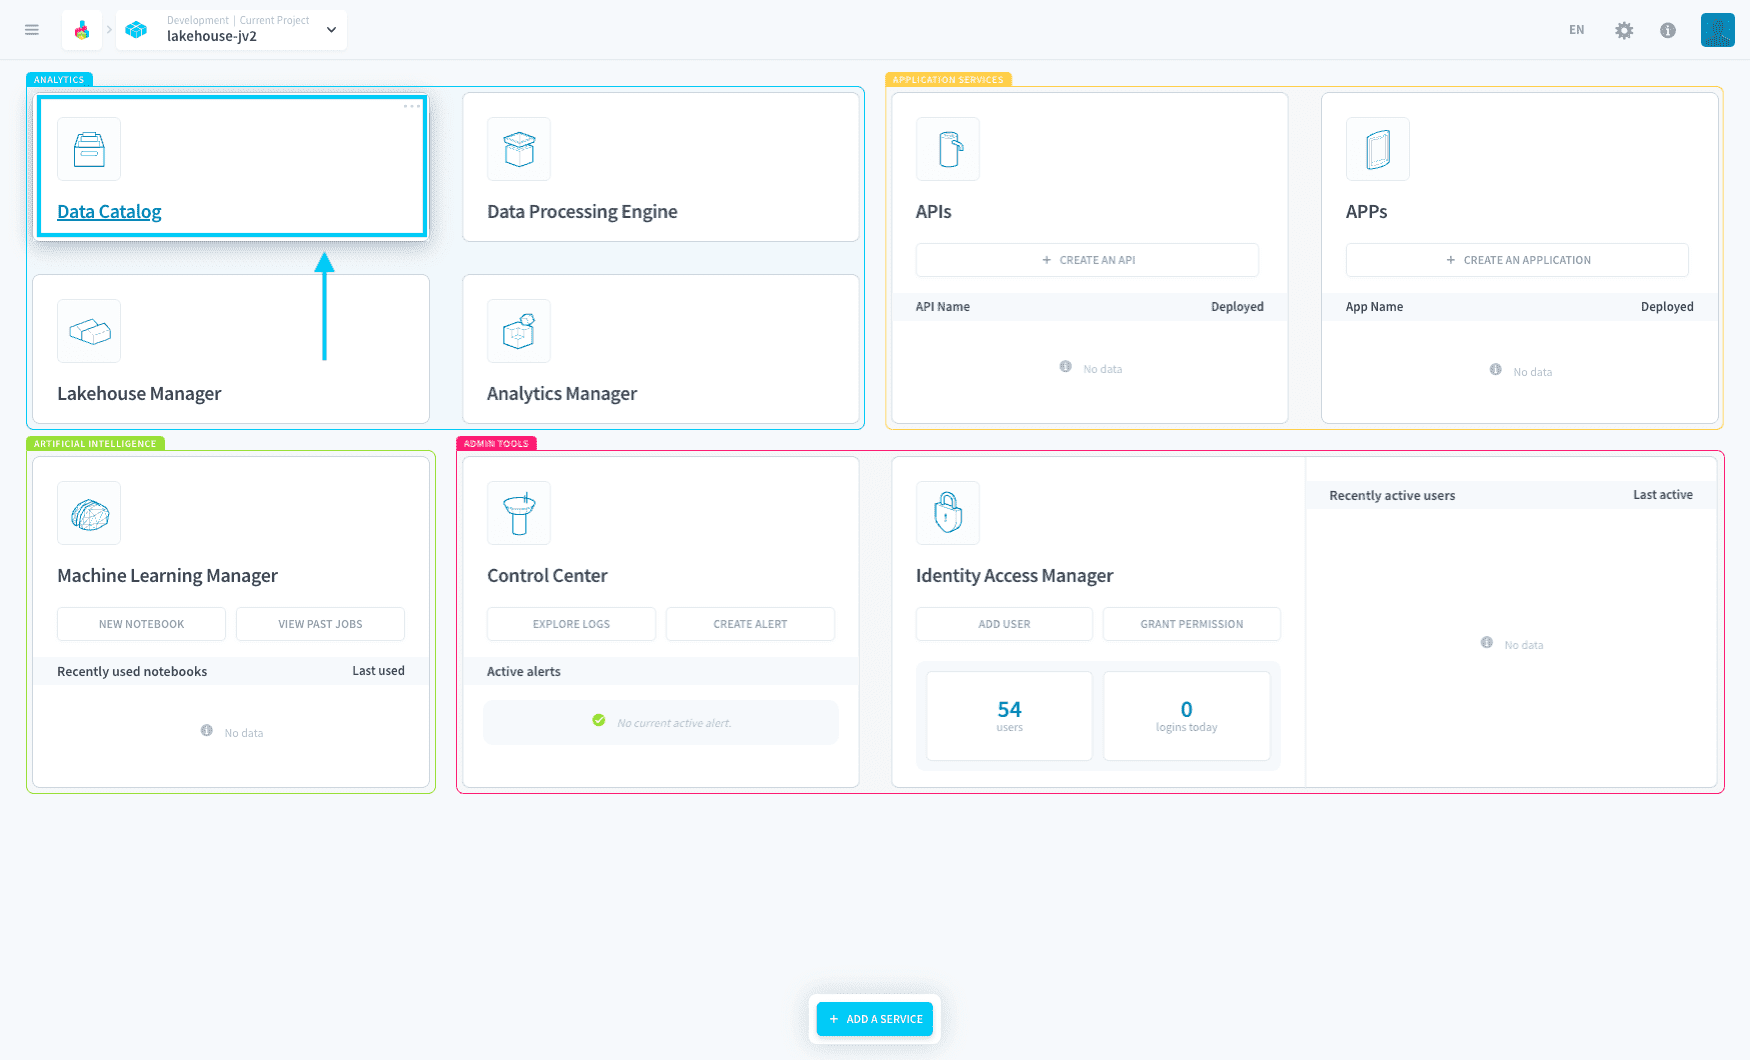 Development | Current Project
lakehouse-jv2
EN
ANALYTICS
Data Catalog
Data Processing Engine
Lakehouse Manager
Analytics Manager
APPLICATION SERVICES
APIs
+ CREATE AN API
API Name Deployed
No data
APPs
+ CREATE AN APPLICATION
App Name Deployed
No data
ARTIFICIAL INTELLIGENCE
Machine Learning Manager
NEW NOTEBOOK VIEW PAST JOBS
Recently used notebooks Last used
No data
ADMIN TOOLS
Control Center
EXPLORE LOGS CREATE ALERT
Active alerts
No current active alert.
Identity Access Manager
ADD USER GRANT PERMISSION
54
users
0
logins today
Recently active users Last active
No data
+ ADD A SERVICE